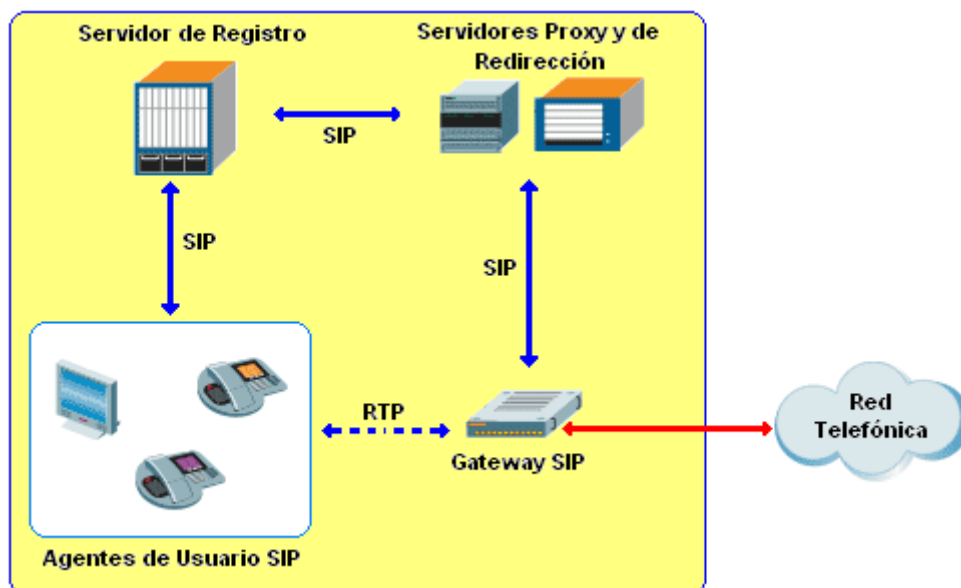 Servidor de Registro
Servidores Proxy y de
Redirección
SIP
SIP
SIP
RTP
Gateway SIP
Red
Telefónica
Agentes de Usuario SIP